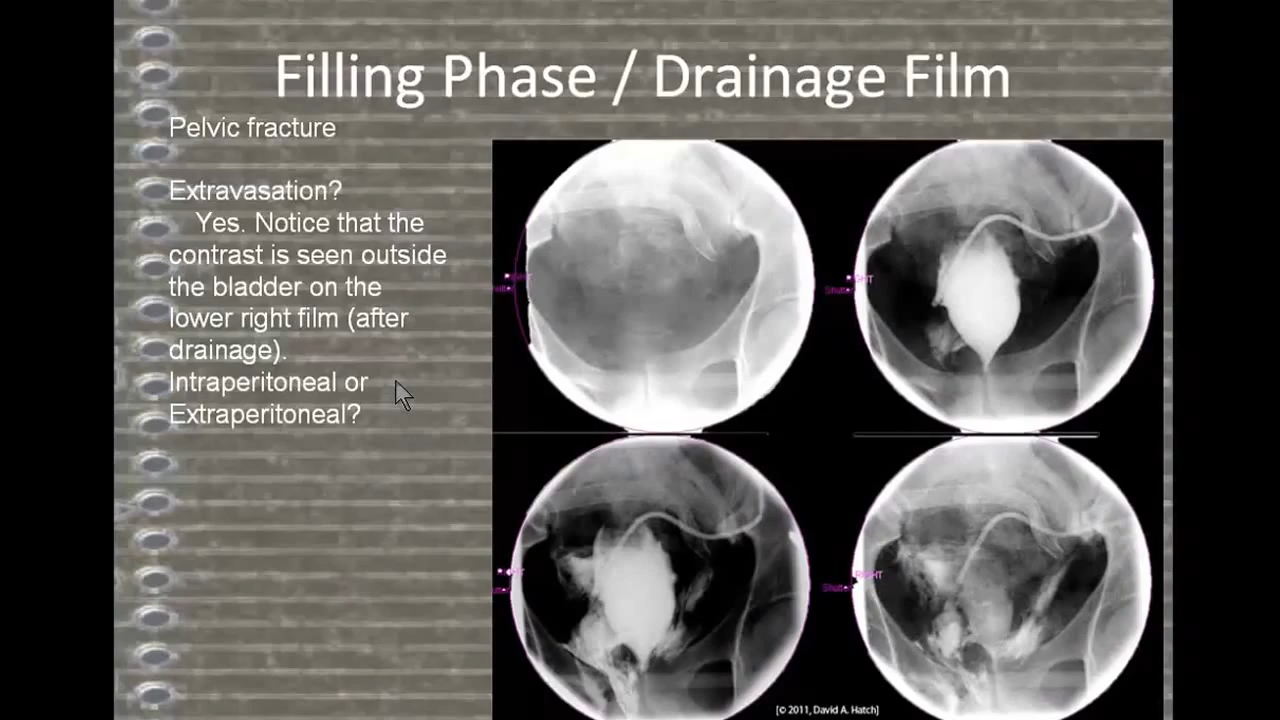 Filling Phase / Drainage Film
Pelvic fracture
Extravasation?
Yes. Notice that the
contrast is seen outside
the bladder on the
lower right film (after
drainage).
Intraperitoneal or
Extraperitoneal?
RIGHT
[© 2011, David A. Hatch]